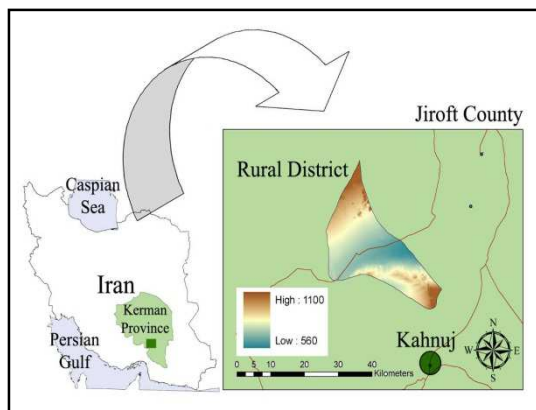 Jiroft County
Rural District
Caspian
Sea
Iran
Kerman
Province
Persian
Gulf
High : 1100
Low : 560
Kahnuj
N
W E
S
0 5 10 20 30 40
Kilometers